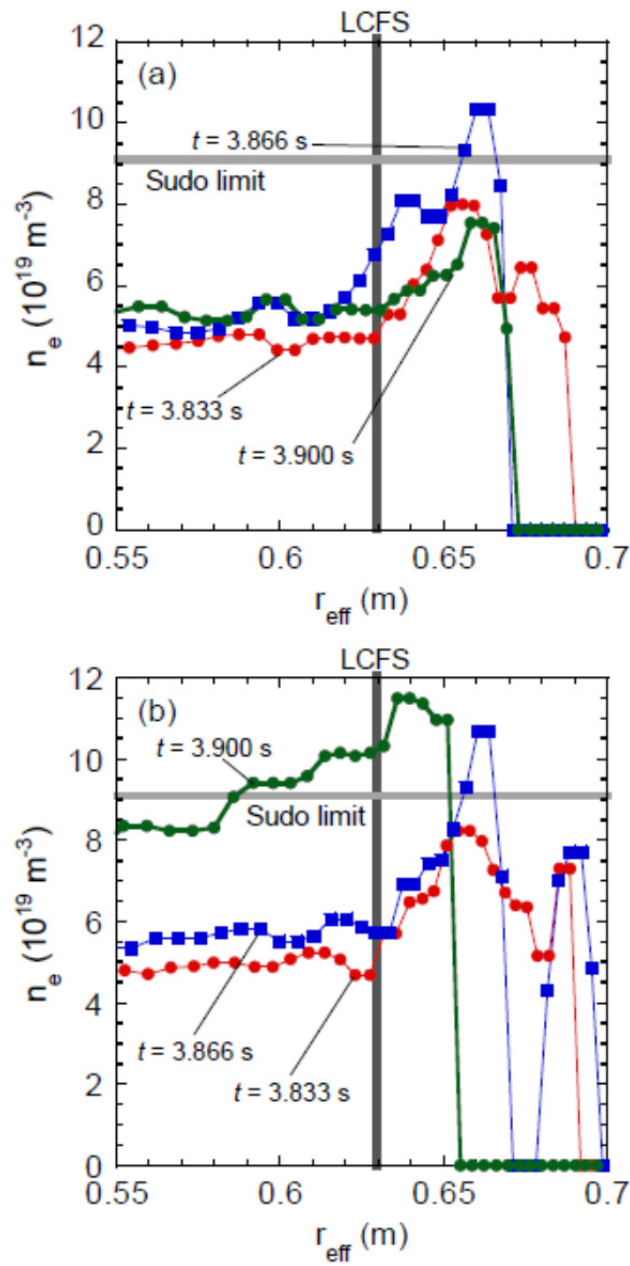 LCFS
12
(a)
10
t = 3.866 s
Sudo limit
8
6
4
t = 3.833 s
t = 3.900 s
2
0
0.55
0.6
0.65
0.7
n_e (10^19 m^-3)
r_eff (m)
LCFS
12
(b)
t = 3.900 s
10
Sudo limit
8
6
4
t = 3.866 s
t = 3.833 s
2
0
0.55
0.6
0.65
0.7
n_e (10^19 m^-3)
r_eff (m)